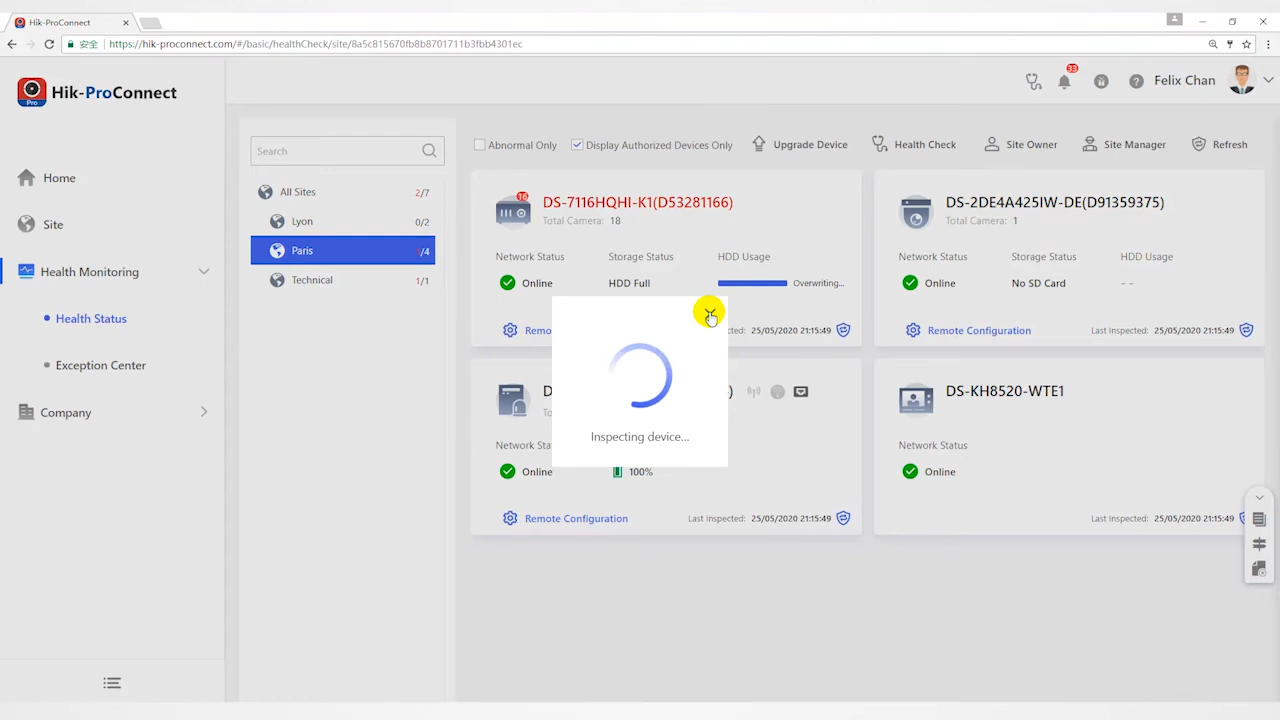 Hik-ProConnect
安全
https://hik-proconnect.com/#/basic/healthCheck/site/8a5c815670fb8b8701711b3fbb4301ec
Pro
Hik-ProConnect
33
Felix Chan
Home
Site
Health Monitoring
Health Status
Exception Center
Company
Search
All Sites 2/7
Lyon 0/2
Paris 1/4
Technical 1/1
Abnormal Only
Display Authorized Devices Only
Upgrade Device
Health Check
Site Owner
Site Manager
Refresh
16
DS-7116HQHI-K1(D53281166)
Total Camera: 18
Network Status Storage Status HDD Usage
Online HDD Full Overwriting...
Remo
cted: 25/05/2020 21:15:49
DS-2DE4A425IW-DE(D91359375)
Total Camera: 1
Network Status Storage Status HDD Usage
Online No SD Card - -
Remote Configuration Last Inspected: 25/05/2020 21:15:49
Inspecting device...
D
)
To
Network Sta
Online 100%
Remote Configuration Last Inspected: 25/05/2020 21:15:49
DS-KH8520-WTE1
Network Status
Online
Last Inspected: 25/05/2020 21:15:49